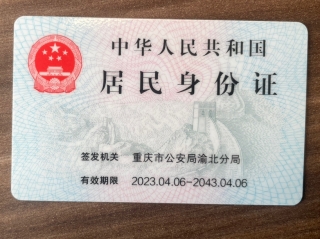 中华人民共和国
居民身份证
签发机关 重庆市公安局渝北分局
有效期限 2023.04.06-2043.04.06